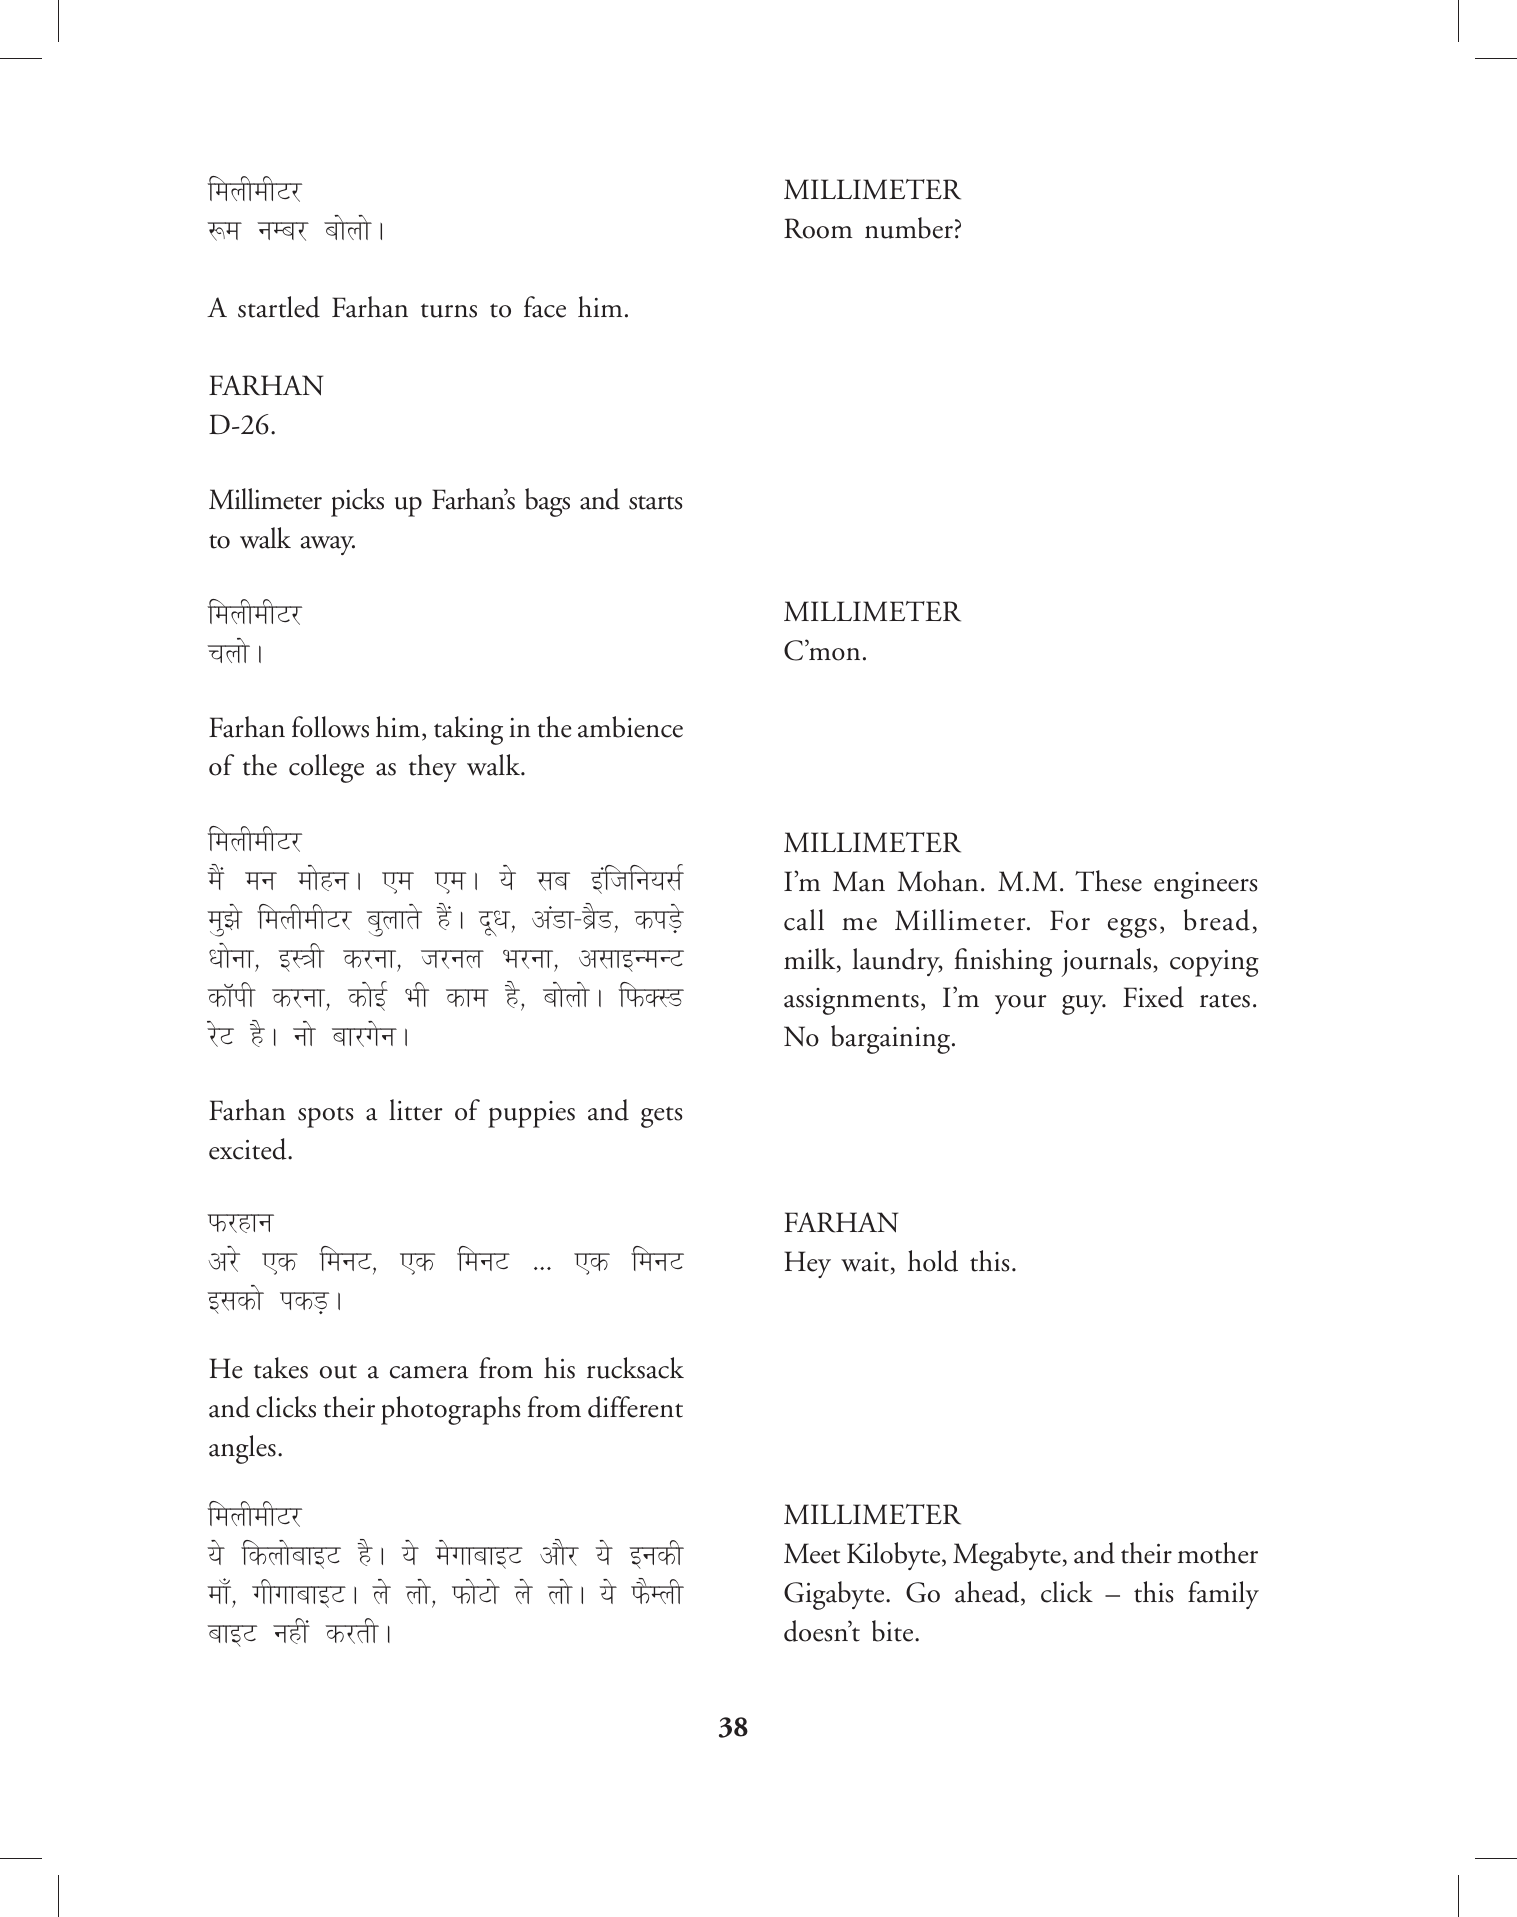 मिलीमीटर
रूम नम्बर बोलो।
MILLIMETER
Room number?
A startled Farhan turns to face him.
FARHAN
D-26.
Millimeter picks up Farhan’s bags and starts
to walk away.
मिलीमीटर
चलो।
MILLIMETER
C’mon.
Farhan follows him, taking in the ambience
of the college as they walk.
मिलीमीटर
मैं मन मोहन। एम एम। ये सब इंजिनियर्स
मुझे मिलीमीटर बुलाते हैं। दूध, अंडा-ब्रैड, कपड़े
धोना, इस्त्री करना, जरनल भरना, असाइन्मन्ट
कॉपी करना, कोई भी काम है, बोलो। फिक्स्ड
रेट है। नो बारगेन।
MILLIMETER
I’m Man Mohan. M.M. These engineers
call me Millimeter. For eggs, bread,
milk, laundry, finishing journals, copying
assignments, I’m your guy. Fixed rates.
No bargaining.
Farhan spots a litter of puppies and gets
excited.
फरहान
अरे एक मिनट, एक मिनट ... एक मिनट
इसको पकड़।
FARHAN
Hey wait, hold this.
He takes out a camera from his rucksack
and clicks their photographs from different
angles.
मिलीमीटर
ये किलोबाइट है। ये मेगाबाइट और ये इनकी
माँ, गीगाबाइट। ले लो, फोटो ले लो। ये फैम्ली
बाइट नहीं करती।
MILLIMETER
Meet Kilobyte, Megabyte, and their mother
Gigabyte. Go ahead, click – this family
doesn’t bite.
38